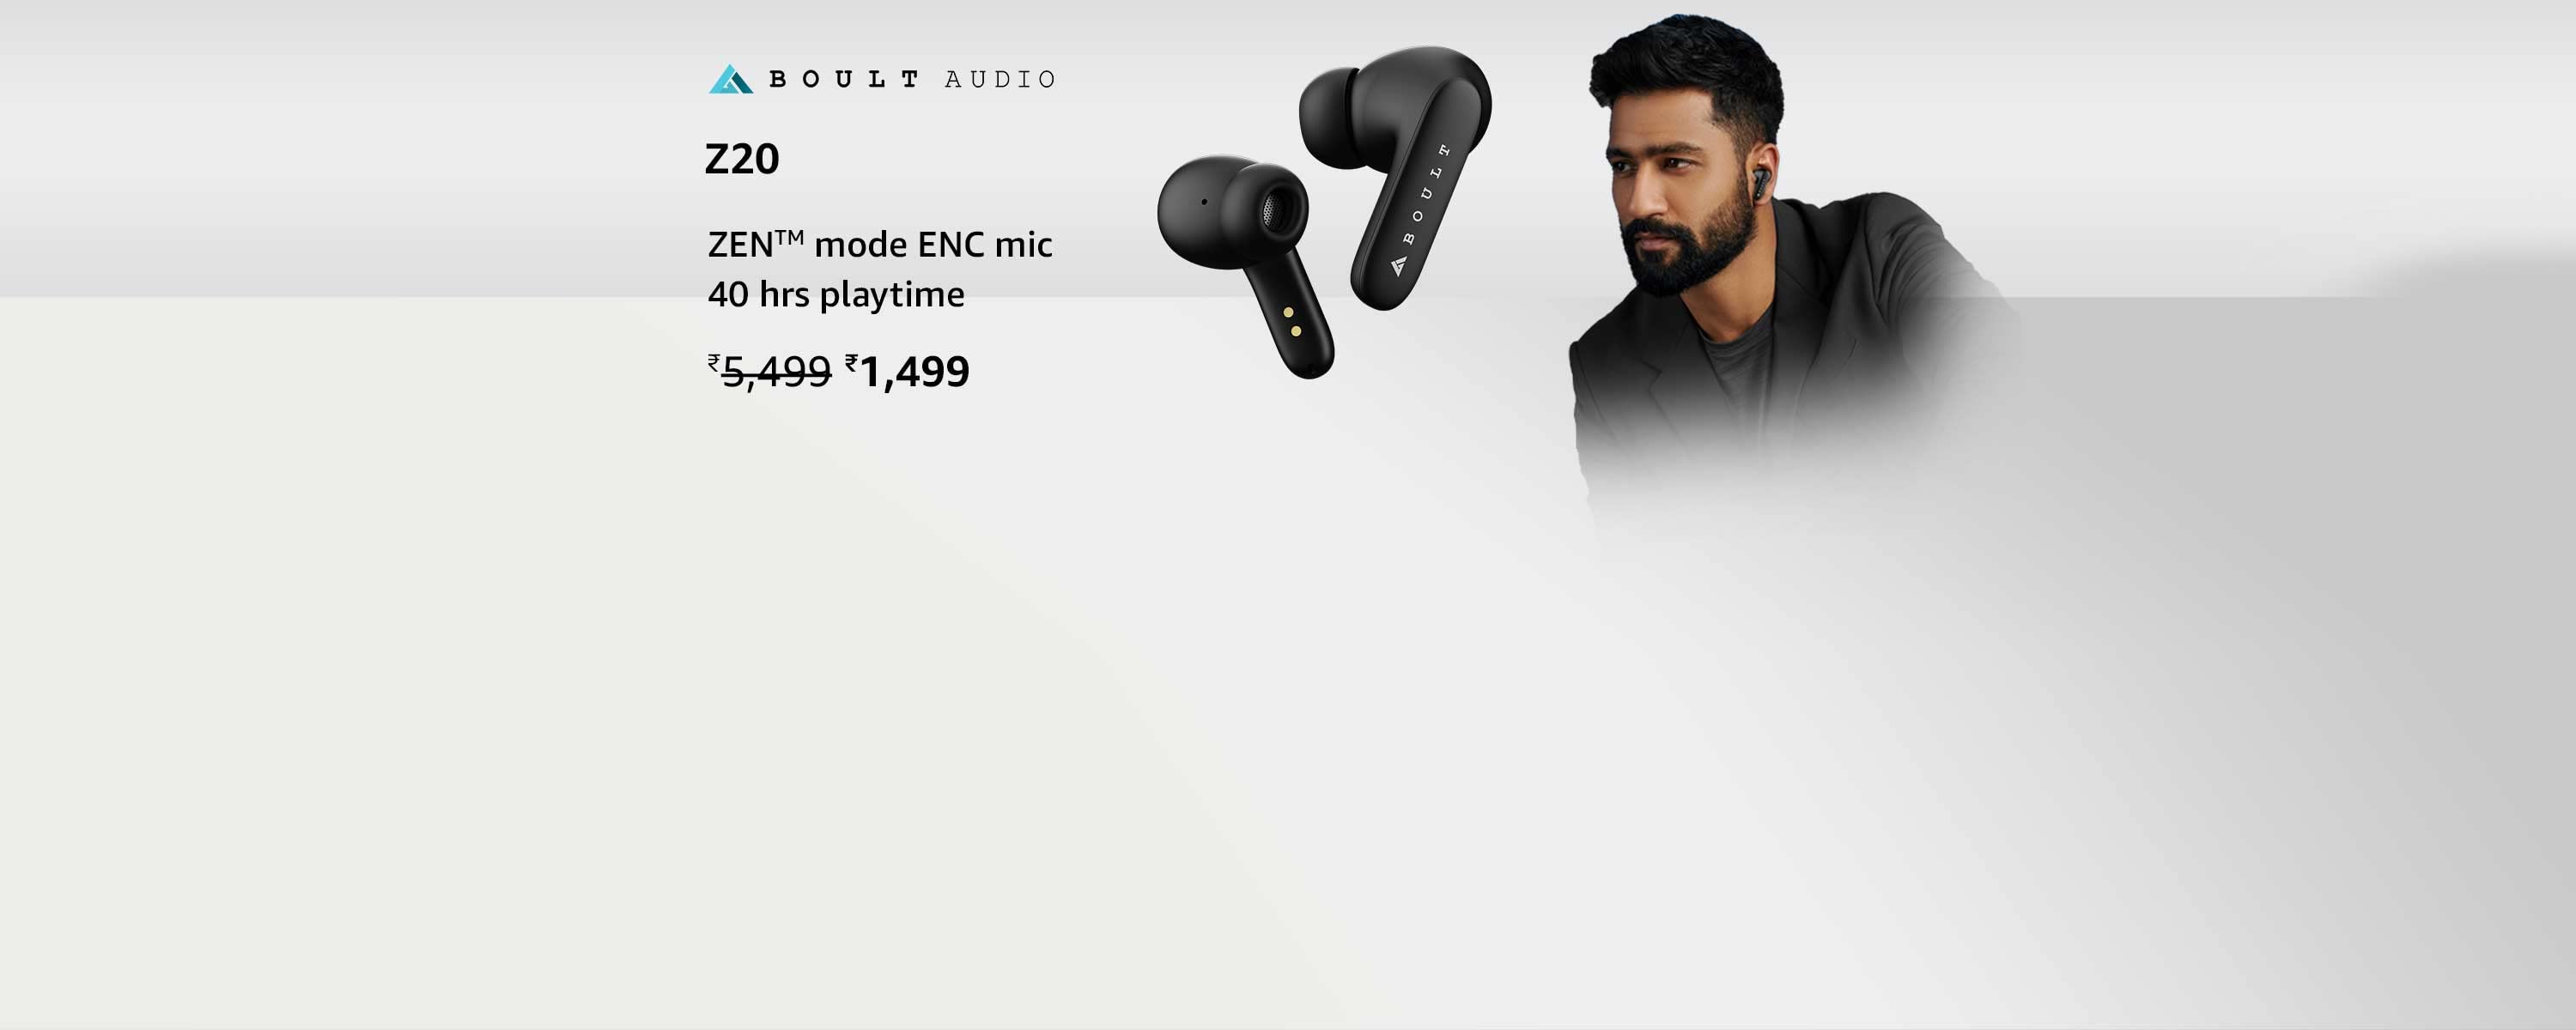 BOULT AUDIO
Z20
ZEN™ mode ENC mic
40 hrs playtime
₹5,499 ₹1,499
BOULT